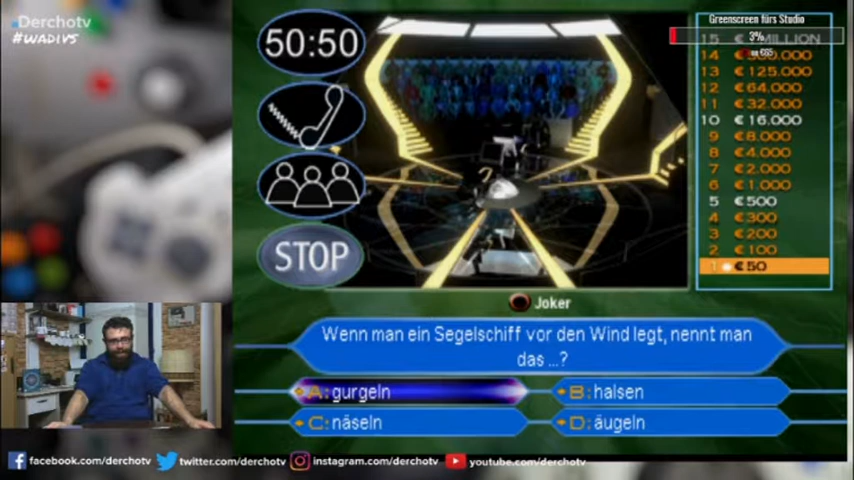 Derchotv
#WADIVS
50:50
STOP
Greenscreen fürs Studio
3%
15 MILLION
14
13 € 125.000
12 € 64.000
11 € 32.000
10 € 16.000
9 € 8.000
8 € 4.000
7 € 2.000
6 € 1.000
5 € 500
4 € 300
3 € 200
2 € 100
1 € 50
Joker
Wenn man ein Segelschiff vor den Wind legt, nennt man
das ...?
A: gurgeln
B: halsen
C: näseln
D: äugeln
facebook.com/derchotv twitter.com/derchotv instagram.com/derchotv youtube.com/derchotv